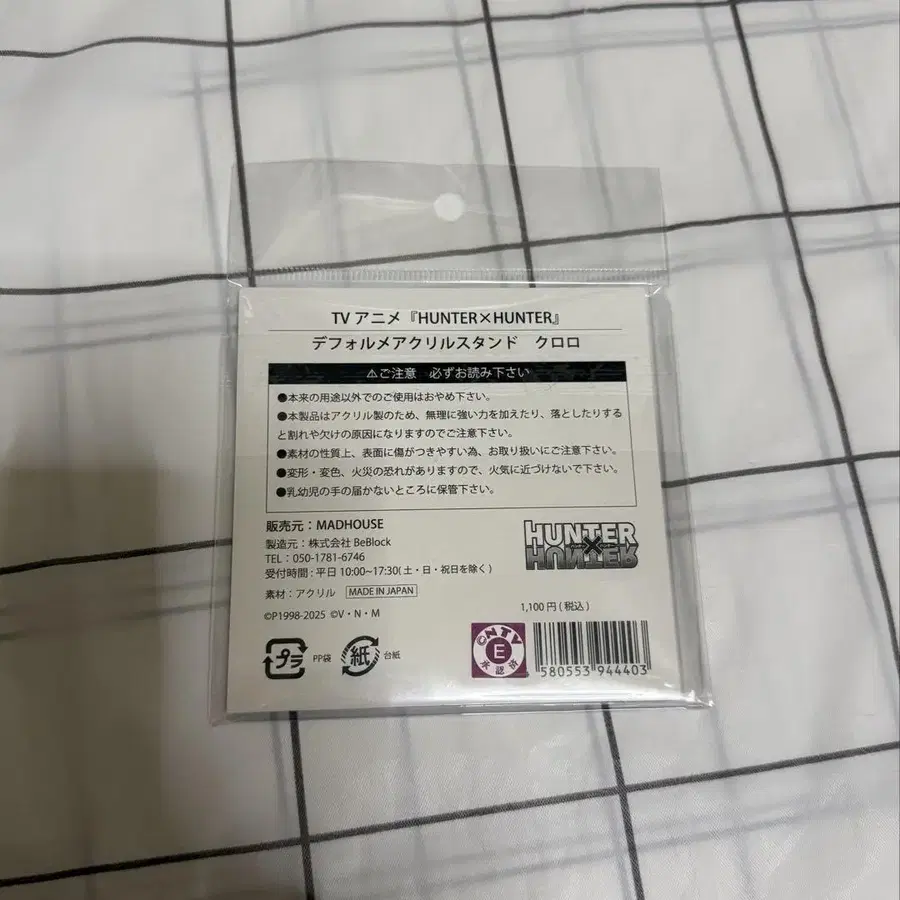 TV アニメ『HUNTER×HUNTER』
デフォルメアクリルスタンド　クロロ
⚠ご注意　必ずお読み下さい
●本来の用途以外でのご使用はおやめ下さい。
●本製品はアクリル製のため、無理に強い力を加えたり、落としたりする
と割れや欠けの原因になりますのでご注意下さい。
●素材の性質上、表面に傷がつきやすい為、お取り扱いにご注意下さい。
●変形・変色、火災の恐れがありますので、火気に近づけないで下さい。
●乳幼児の手の届かないところに保管下さい。
販売元：MADHOUSE
製造元：株式会社 BeBlock
TEL：050-1781-6746
受付時間 : 平日 10:00~17:30( 土・日・祝日を除く )
素材：アクリル MADE IN JAPAN
©P1998-2025 ©V・N・M
HUNTER
×
HUNTER
1,100 円 ( 税込 )
プラ
PP袋
紙
台紙
©NTV
E
承認済
580553 944403